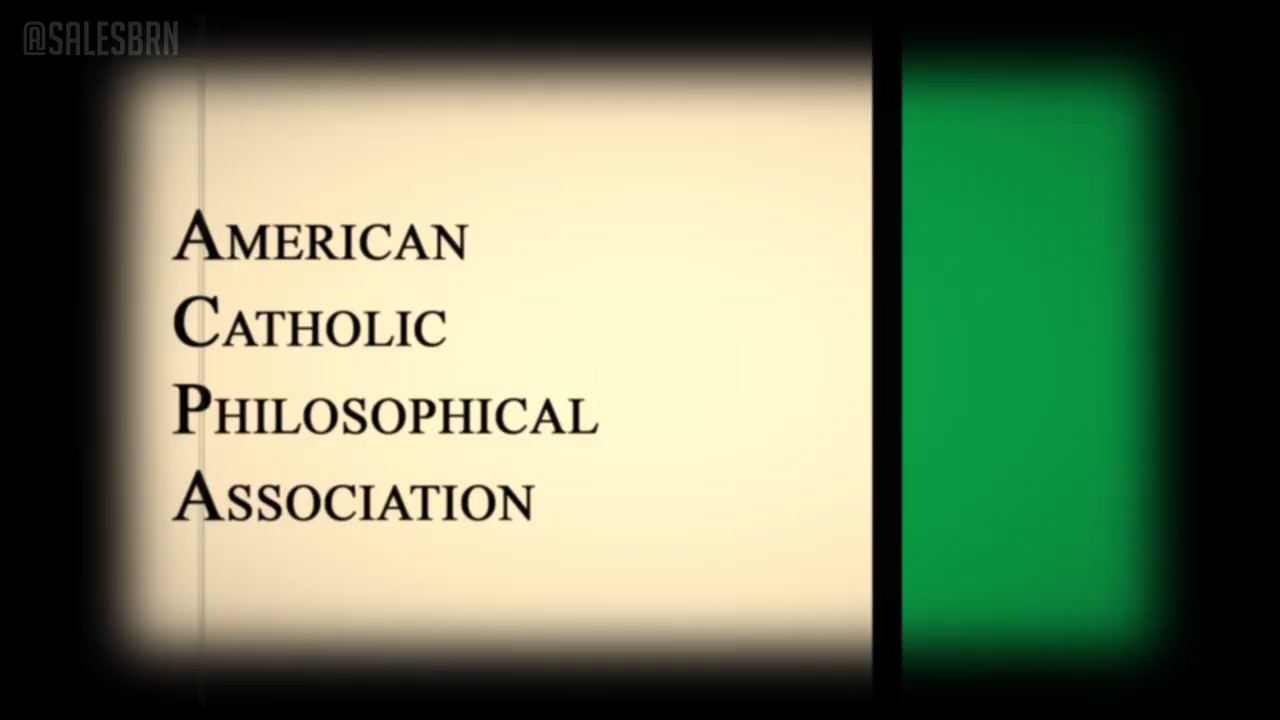 @SALESBRN
AMERICAN
CATHOLIC
PHILOSOPHICAL
ASSOCIATION